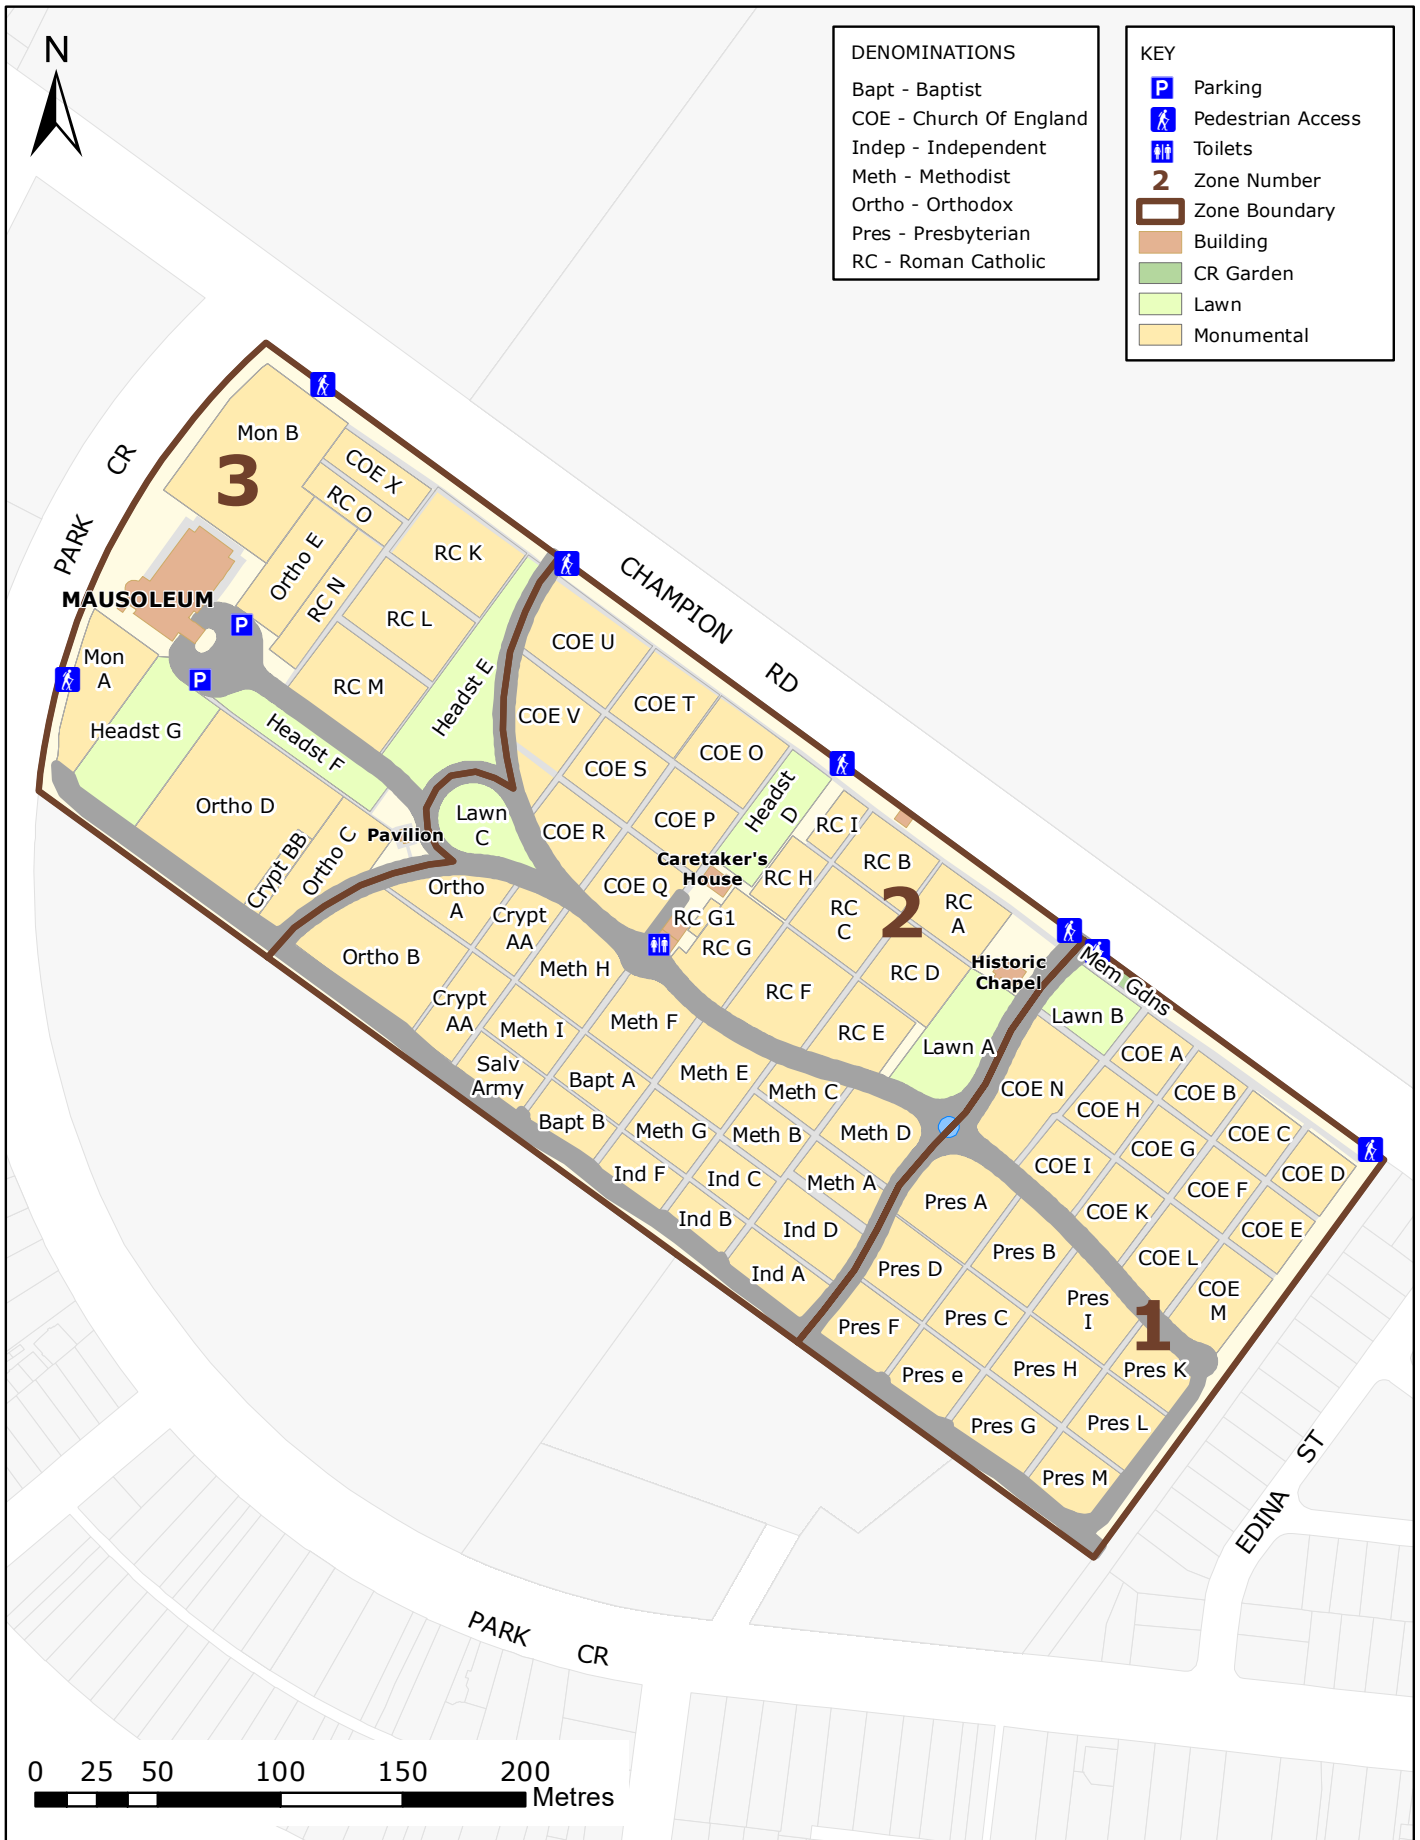 N
DENOMINATIONS
Bapt - Baptist
COE - Church Of England
Indep - Independent
Meth - Methodist
Ortho - Orthodox
Pres - Presbyterian
RC - Roman Catholic
KEY
P Parking
Pedestrian Access
Toilets
2 Zone Number
Zone Boundary
Building
CR Garden
Lawn
Monumental
PARK CR
CHAMPION RD
Mon B
3
COE X
RC O
Ortho E
RC N
RC K
RC L
RC M
MAUSOLEUM
P
P
Mon
A
Headst G
Headst F
Headst E
Ortho D
Crypt BB
Ortho C
Pavilion
Lawn
C
COE U
COE V
COE T
COE S
COE O
COE R
COE P
COE Q
Headst
D
Caretaker's
House
RC I
RC H
RC B
RC
A
RC
C
2
RC G1
RC G
RC D
RC F
RC E
Historic
Chapel
Lawn A
Mem Gdns
Lawn B
Ortho
A
Ortho B
Crypt
AA
Crypt
AA
Meth H
Meth I
Meth F
Salv
Army
Bapt A
Bapt B
Meth E
Meth C
Meth G
Meth B
Meth D
Ind F
Ind C
Meth A
Ind B
Ind D
Ind A
COE N
COE A
COE B
COE H
COE C
COE G
COE D
COE I
COE F
COE K
COE E
COE L
COE
M
Pres A
Pres B
Pres D
Pres
I
1
Pres C
Pres F
Pres H
Pres K
Pres e
Pres L
Pres G
Pres M
EDINA ST
PARK CR
0 25 50 100 150 200
Metres